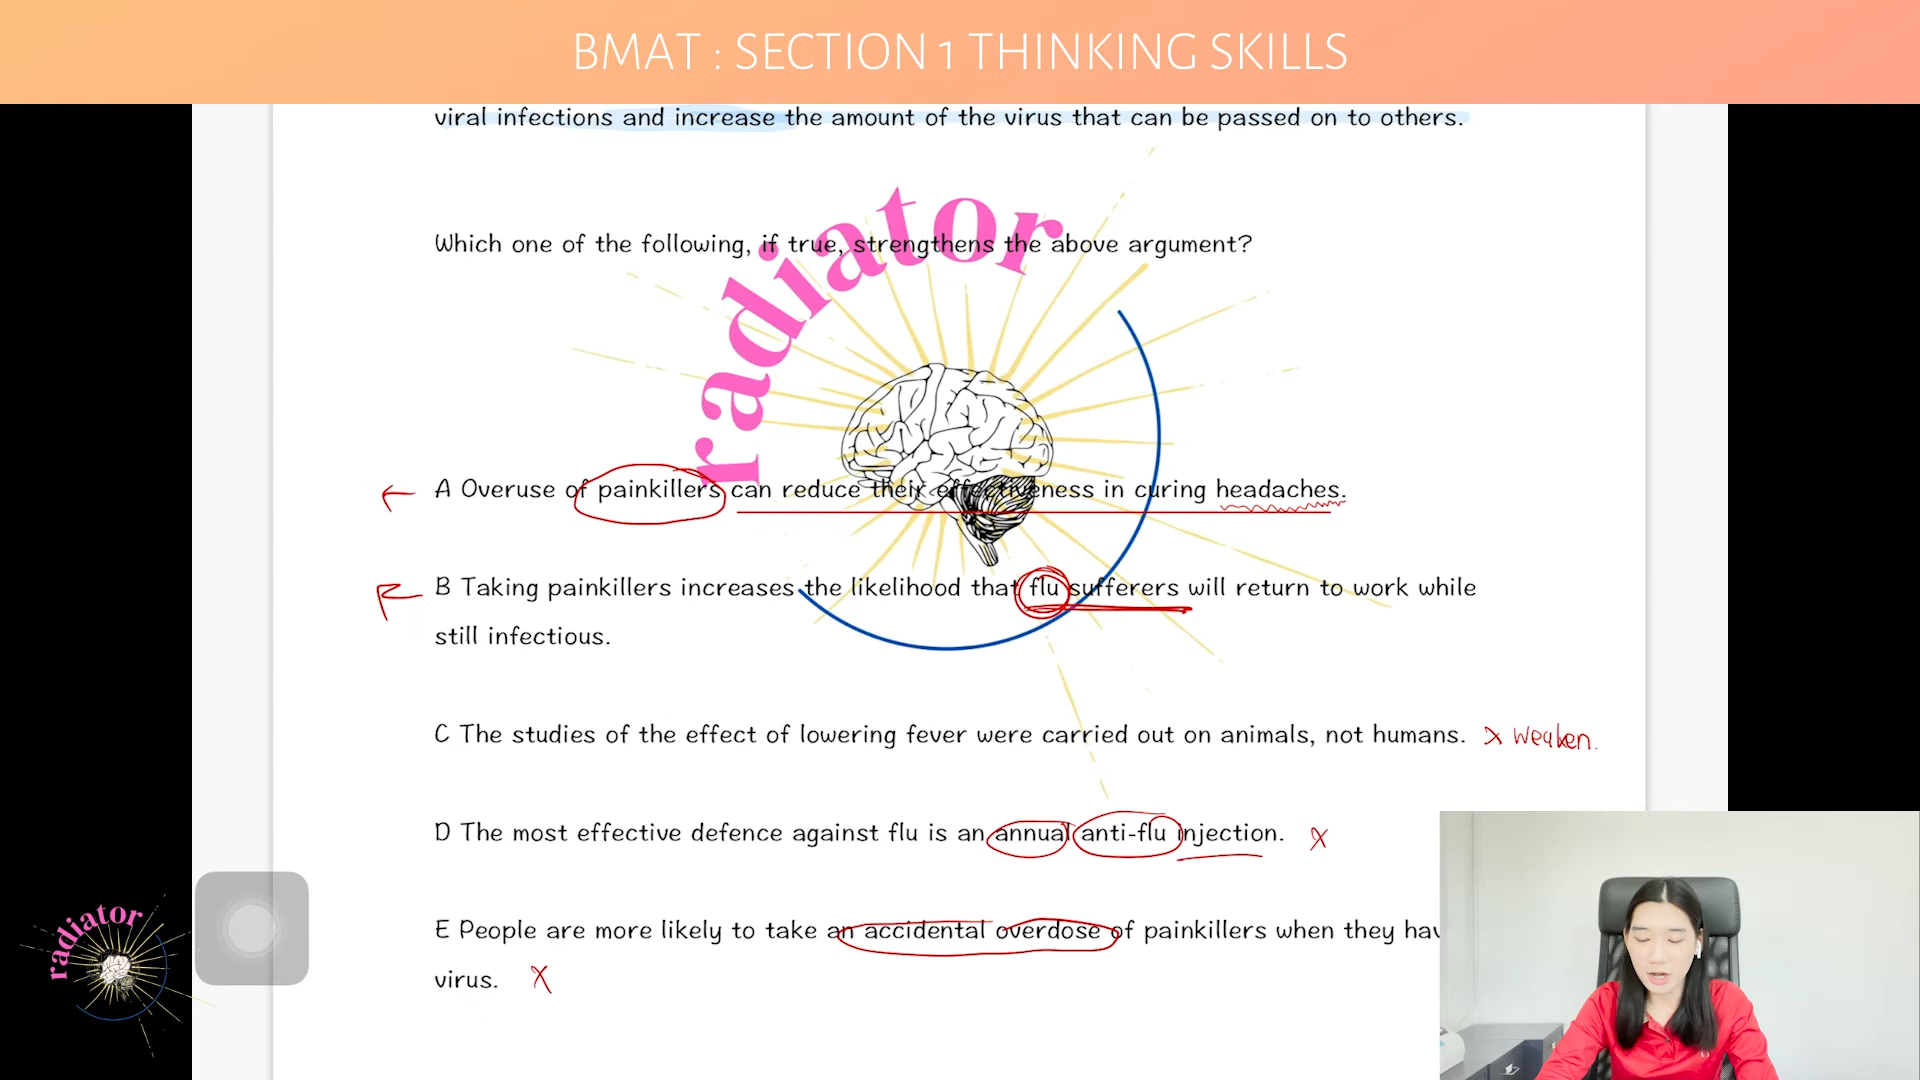 BMAT : SECTION 1 THINKING SKILLS
viral infections and increase the amount of the virus that can be passed on to others.
radiator
Which one of the following, if true, strengthens the above argument?
A Overuse of painkillers can reduce their effectiveness in curing headaches.
B Taking painkillers increases the likelihood that flu sufferers will return to work while
still infectious.
C The studies of the effect of lowering fever were carried out on animals, not humans. x weaken.
D The most effective defence against flu is an annual anti-flu injection. x
E People are more likely to take an accidental overdose of painkillers when they hav
virus. x
radiator